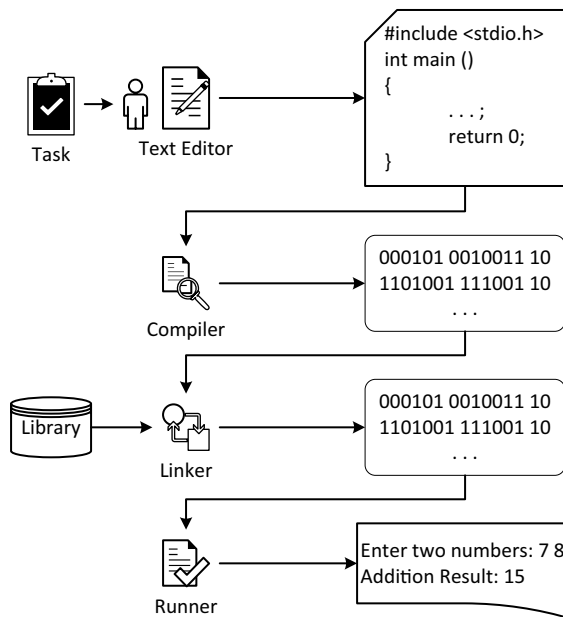 #include <stdio.h>
int main ()
{
. . . ;
return 0;
}
Task
Text Editor
Compiler
000101 0010011 10
1101001 111001 10
. . .
Library
Linker
000101 0010011 10
1101001 111001 10
. . .
Runner
Enter two numbers: 7 8
Addition Result: 15